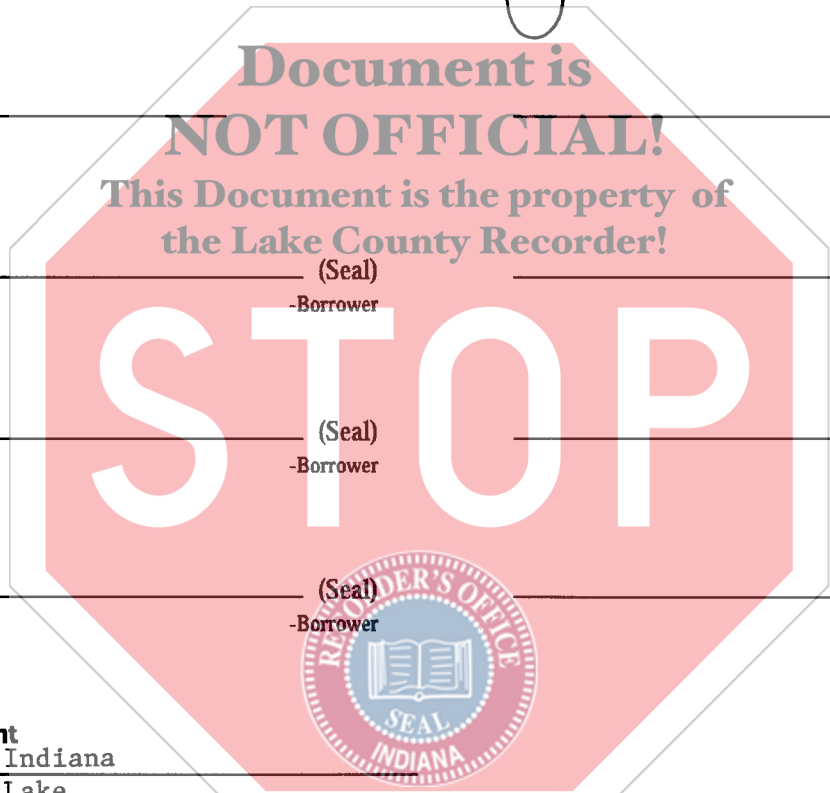 Document is
NOT OFFICIAL!
This Document is the property of
the Lake County Recorder!
(Seal)
-Borrower
STOP
(Seal)
-Borrower
(Seal)
-Borrower
RECORDER'S OFFICE
SEAL
INDIANA
nt
Indiana
Lake